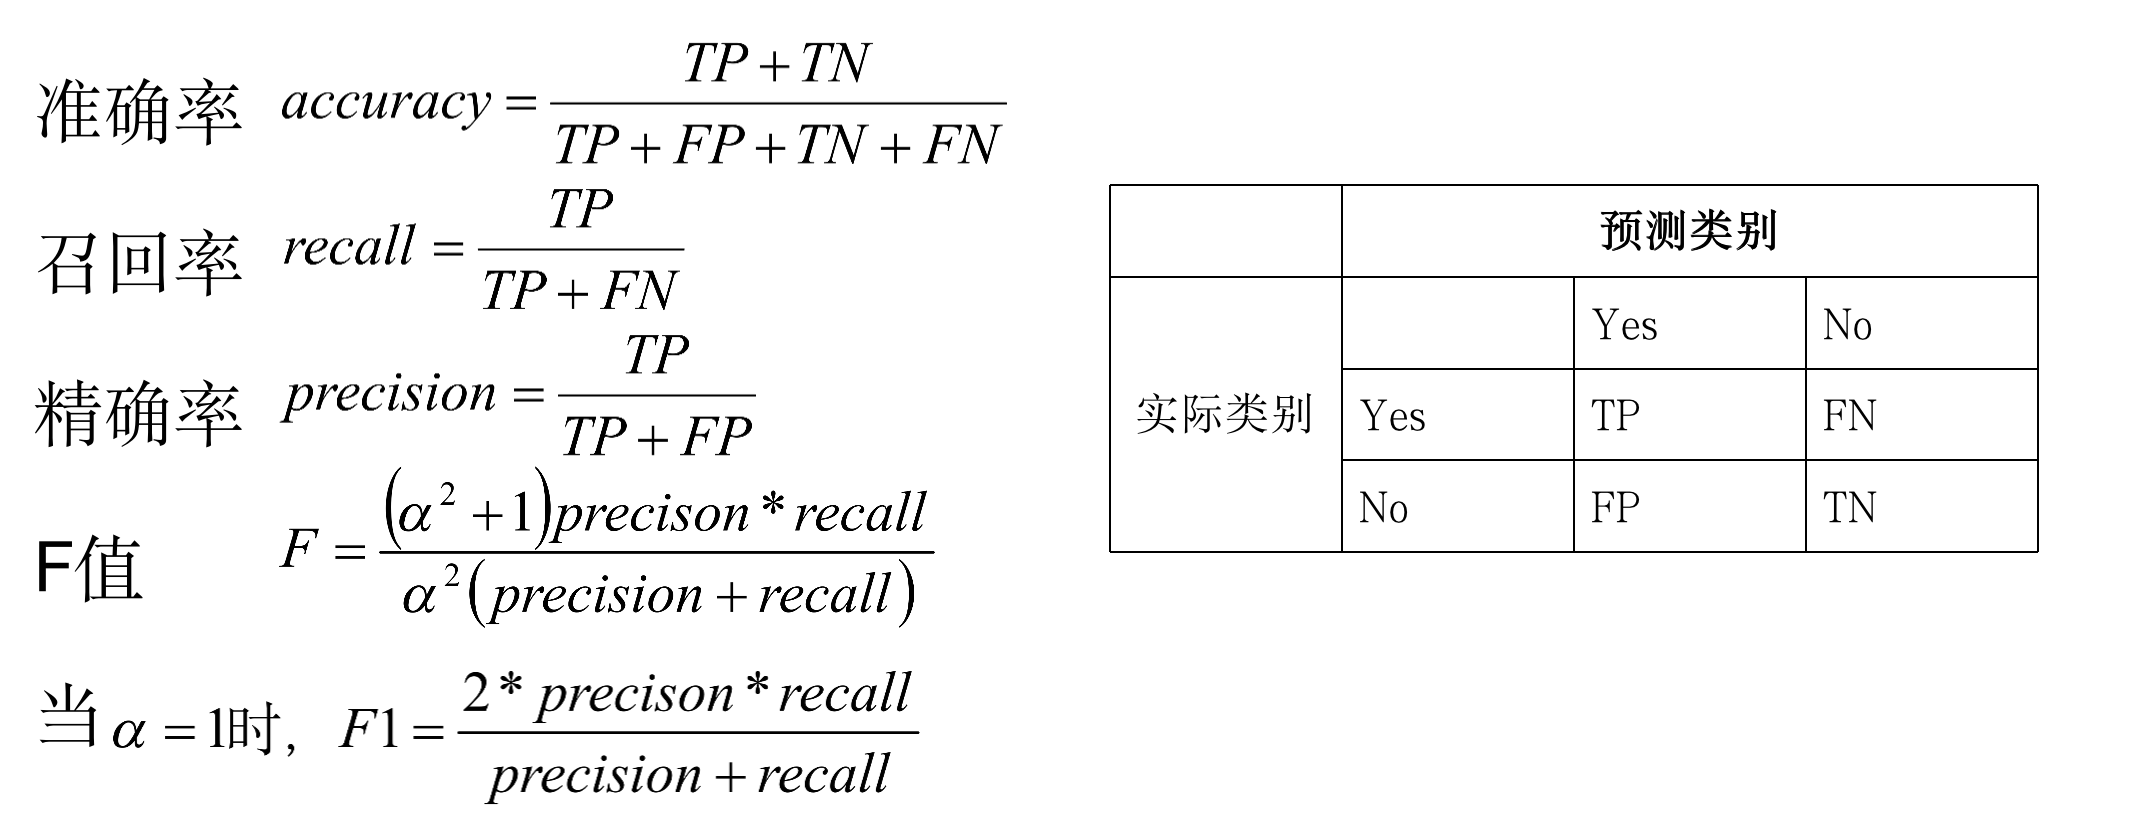 准确率 accuracy = \frac{TP + TN}{TP + FP + TN + FN}
召回率 recall = \frac{TP}{TP + FN}
精确率 precision = \frac{TP}{TP + FP}
F值 F = \frac{(α^2 + 1)precison * recall}{α^2(precision + recall)}
当 α = 1时, F1 = \frac{2 * precison * recall}{precision + recall}
预测类别
Yes No
实际类别 Yes TP FN
No FP TN